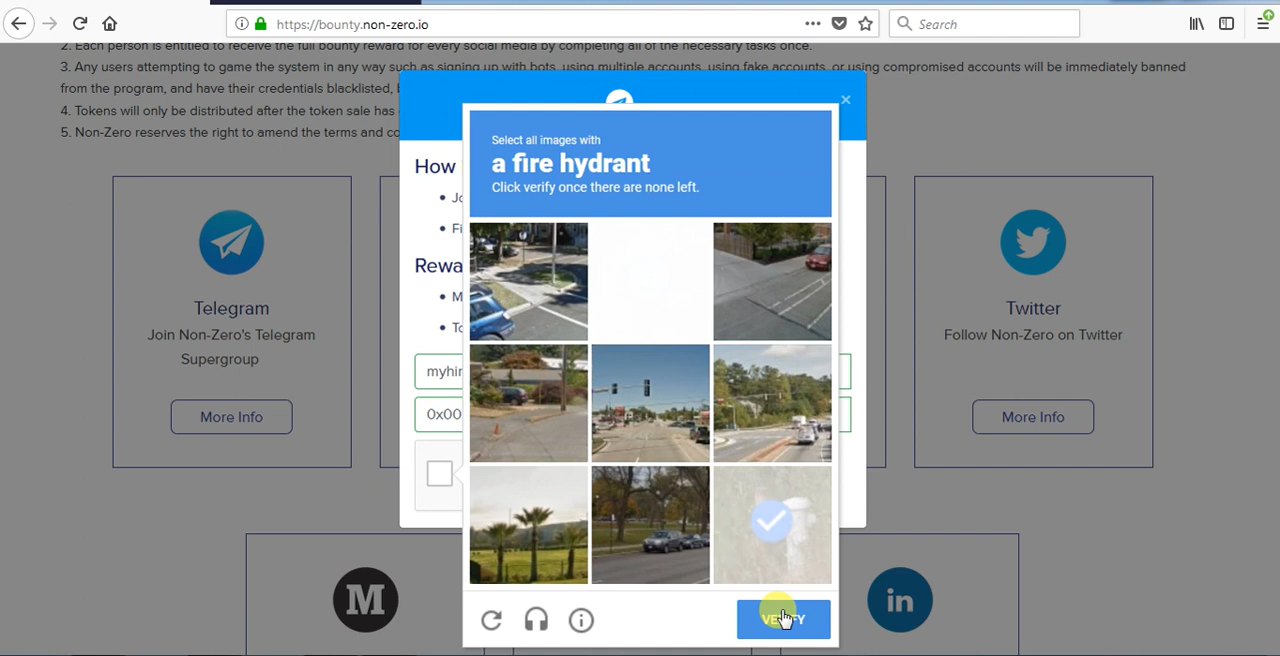 https://bounty.non-zero.io
Search
2. Each person is entitled to receive the full bounty reward for every social media by completing all of the necessary tasks once.
3. Any users attempting to game the system in any way such as signing up with bots, using multiple accounts, using fake accounts, or using compromised accounts will be immediately banned
from the program, and have their credentials blacklisted,
4. Tokens will only be distributed after the token sale has
5. Non-Zero reserves the right to amend the terms and
How
Select all images with
a fire hydrant
Click verify once there are none left.
Telegram
Join Non-Zero's Telegram
Supergroup
More Info
Twitter
Follow Non-Zero on Twitter
More Info
0x00
VERIFY
M
in